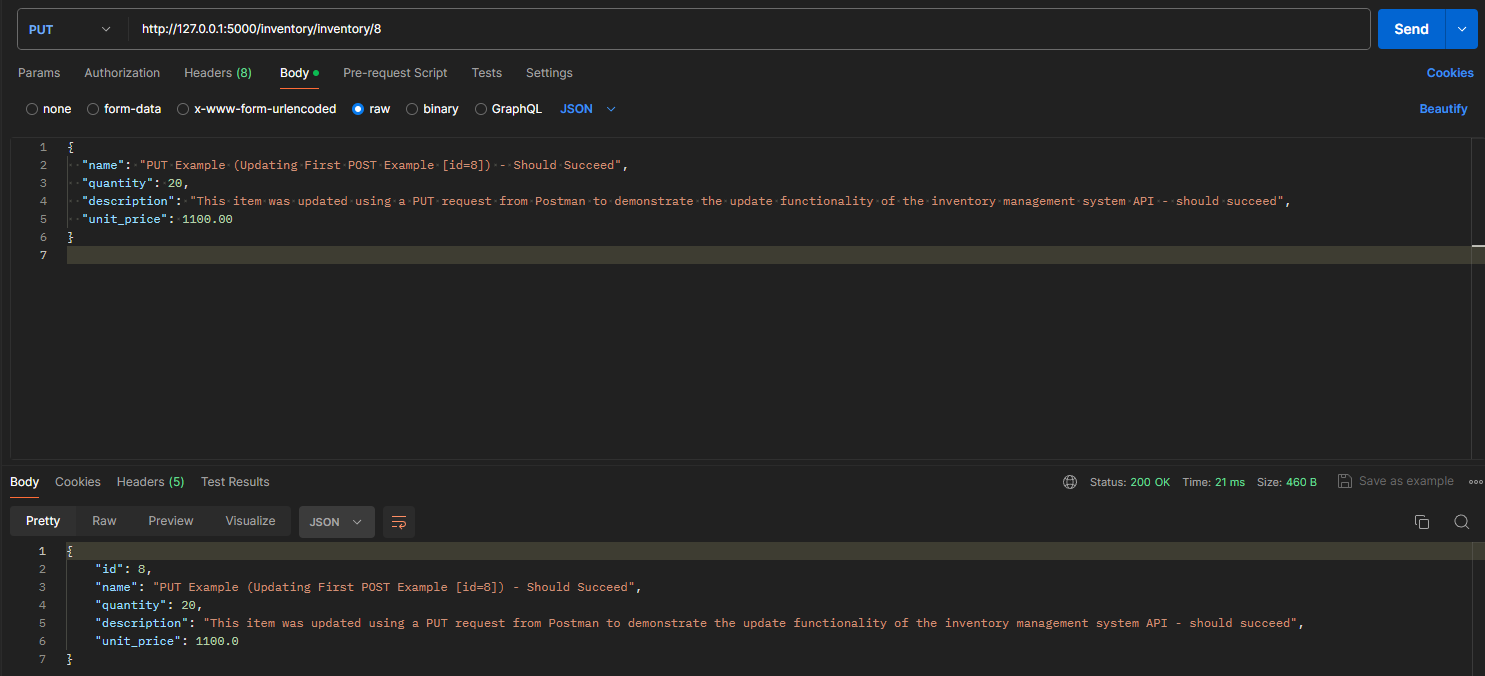 PUT http://127.0.0.1:5000/inventory/inventory/8 Send
Params Authorization Headers (8) Body Pre-request Script Tests Settings Cookies
none form-data x-www-form-urlencoded raw binary GraphQL JSON Beautify
1 {
2 "name": "PUT Example (Updating First POST Example [id=8]) - Should Succeed",
3 "quantity": 20,
4 "description": "This item was updated using a PUT request from Postman to demonstrate the update functionality of the inventory management system API - should succeed",
5 "unit_price": 1100.00
6 }
7
Body Cookies Headers (5) Test Results Status: 200 OK Time: 21 ms Size: 460 B Save as example
Pretty Raw Preview Visualize JSON
1 {
2 "id": 8,
3 "name": "PUT Example (Updating First POST Example [id=8]) - Should Succeed",
4 "quantity": 20,
5 "description": "This item was updated using a PUT request from Postman to demonstrate the update functionality of the inventory management system API - should succeed",
6 "unit_price": 1100.0
7 }